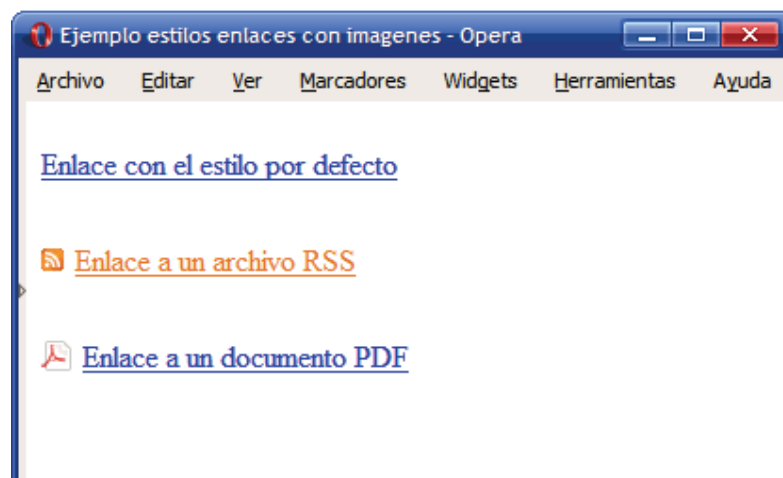 Ejemplo estilos enlaces con imagenes - Opera
Archivo Editar Ver Marcadores Widgets Herramientas Ayuda
Enlace con el estilo por defecto
Enlace a un archivo RSS
Enlace a un documento PDF